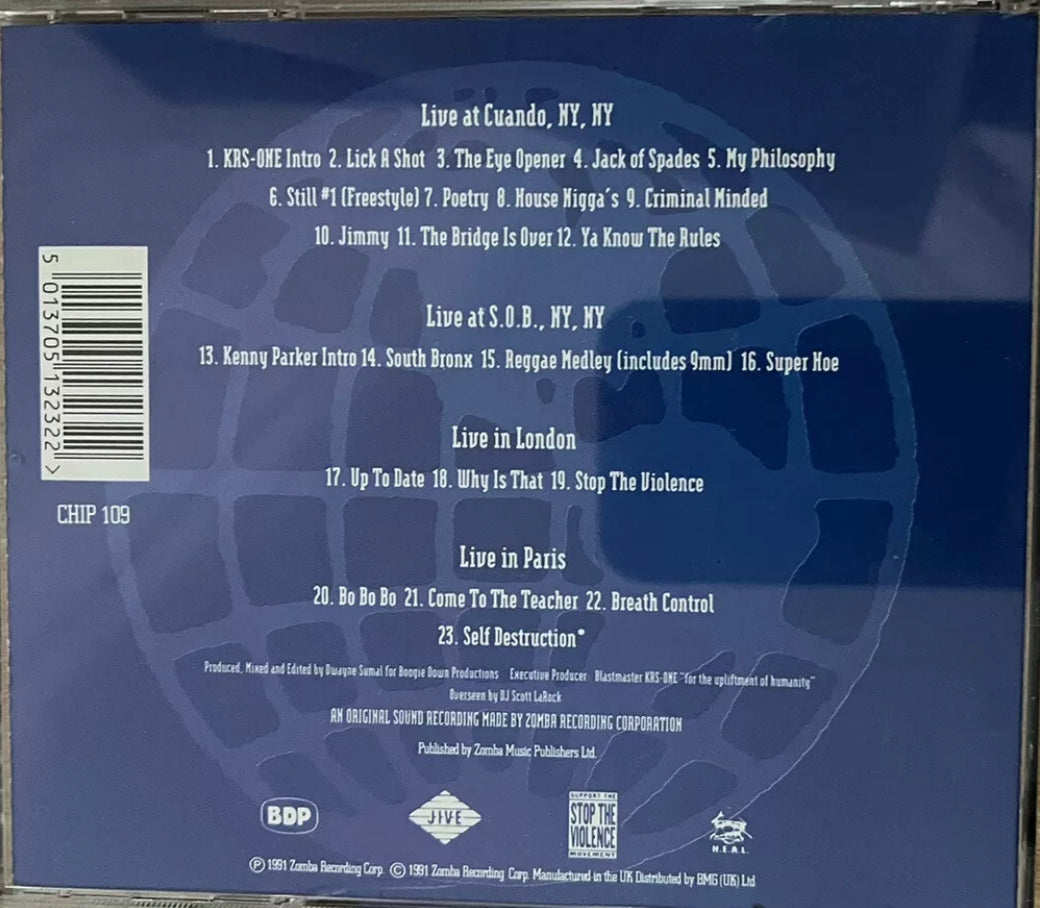 Live at Cuando, NY, NY
1. KRS-ONE Intro 2. Lick A Shot 3. The Eye Opener 4. Jack of Spades 5. My Philosophy
6. Still #1 (Freestyle) 7. Poetry 8. House Nigga's 9. Criminal Minded
10. Jimmy 11. The Bridge Is Over 12. Ya Know The Rules
Live at S.O.B., NY, NY
13. Kenny Parker Intro 14. South Bronx 15. Reggae Medley (includes 9mm) 16. Super Hoe
Live in London
17. Up To Date 18. Why Is That 19. Stop The Violence
5 013705 132322 >
CHIP 109
Live in Paris
20. Bo Bo Bo 21. Come To The Teacher 22. Breath Control
23. Self Destruction*
Produced, Mixed and Edited by Dwayne Sumal for Boogie Down Productions Executive Producer Blastmaster KRS-ONE "for the upliftment of humanity"
Overseen by DJ Scott LaRock
AN ORIGINAL SOUND RECORDING MADE BY ZOMBA RECORDING CORPORATION
Published by Zomba Music Publishers Ltd.
BDP
JIVE
SUPPORT THE
STOP THE
VIOLENCE
MOVEMENT
H.E.A.L.
Ⓟ 1991 Zomba Recording Corp. © 1991 Zomba Recording Corp. Manufactured in the UK Distributed by BMG (UK) Ltd